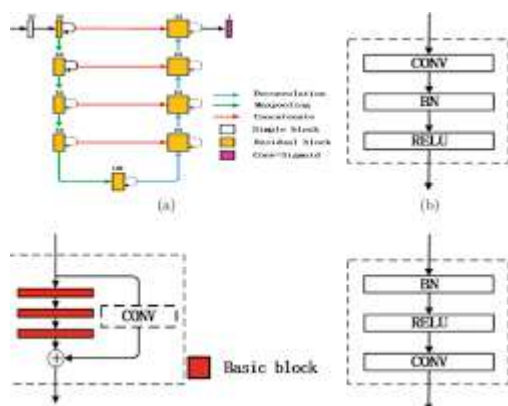 Deconvolution
Maxpooling
Concatenate
Simple block
Residual block
Conv+Sigmoid
(a)
CONV
BN
RELU
(b)
CONV
Basic block
BN
RELU
CONV